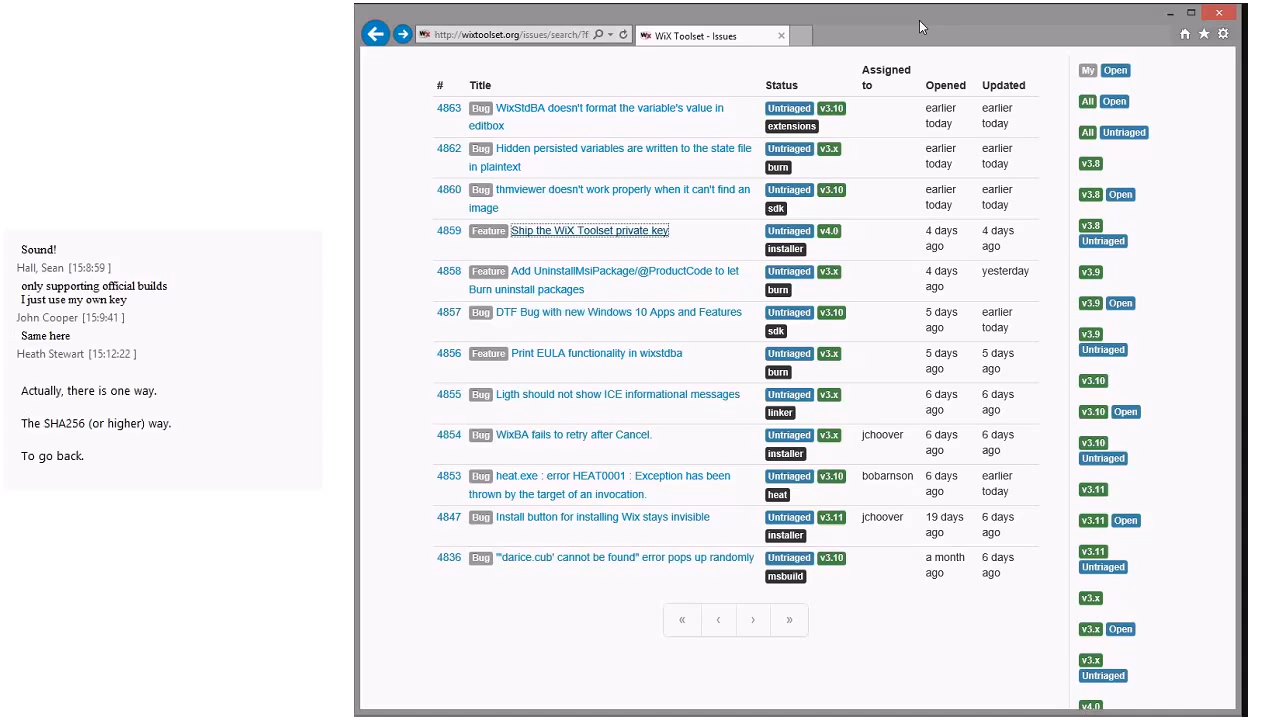 Sound!
Hall, Sean [15:8:59 ]
only supporting official builds
I just use my own key
John Cooper [15:9:41 ]
Same here
Heath Stewart [15:12:22 ]
Actually, there is one way.
The SHA256 (or higher) way.
To go back.
http://wixtoolset.org/issues/search/?f
WiX Toolset - Issues
# Title Status Assigned to Opened Updated
4863 Bug WixStdBA doesn't format the variable's value in Untriaged v3.10 earlier earlier
editbox extensions today today
4862 Bug Hidden persisted variables are written to the state file Untriaged v3.x earlier earlier
in plaintext burn today today
4860 Bug thmviewer doesn't work properly when it can't find an Untriaged v3.10 earlier earlier
image sdk today today
4859 Feature Ship the WiX Toolset private key Untriaged v4.0 4 days 4 days
installer ago ago
4858 Feature Add UninstallMsiPackage/@ProductCode to let Untriaged v3.x 4 days yesterday
Burn uninstall packages burn ago
4857 Bug DTF Bug with new Windows 10 Apps and Features Untriaged v3.10 5 days earlier
sdk ago today
4856 Feature Print EULA functionality in wixstdba Untriaged v3.x 5 days 5 days
burn ago ago
4855 Bug Ligth should not show ICE informational messages Untriaged v3.x 6 days 6 days
linker ago ago
4854 Bug WixBA fails to retry after Cancel. Untriaged v3.x jchoover 6 days 6 days
installer ago ago
4853 Bug heat.exe : error HEAT0001 : Exception has been Untriaged v3.10 bobarnson 6 days earlier
thrown by the target of an invocation. heat ago today
4847 Bug Install button for installing Wix stays invisible Untriaged v3.11 jchoover 19 days 6 days
installer ago ago
4836 Bug "'darice.cub' cannot be found" error pops up randomly Untriaged v3.10 a month 6 days
msbuild ago ago
« ‹ › »
My Open
All Open
All Untriaged
v3.8
v3.8 Open
v3.8
Untriaged
v3.9
v3.9 Open
v3.9
Untriaged
v3.10
v3.10 Open
v3.10
Untriaged
v3.11
v3.11 Open
v3.11
Untriaged
v3.x
v3.x Open
v3.x
Untriaged
v4.0